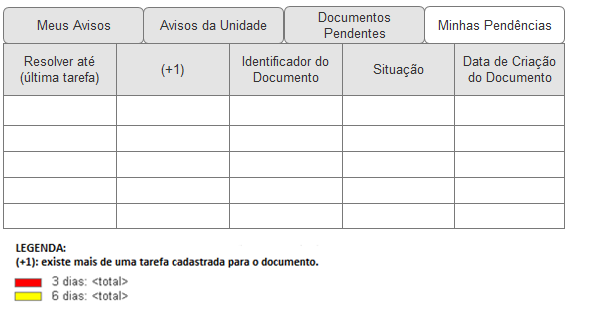 Meus Avisos
Avisos da Unidade
Documentos
Pendentes
Minhas Pendências
Resolver até
(última tarefa)
(+1)
Identificador do
Documento
Situação
Data de Criação
do Documento
LEGENDA:
(+1): existe mais de uma tarefa cadastrada para o documento.
3 dias: <total>
6 dias: <total>